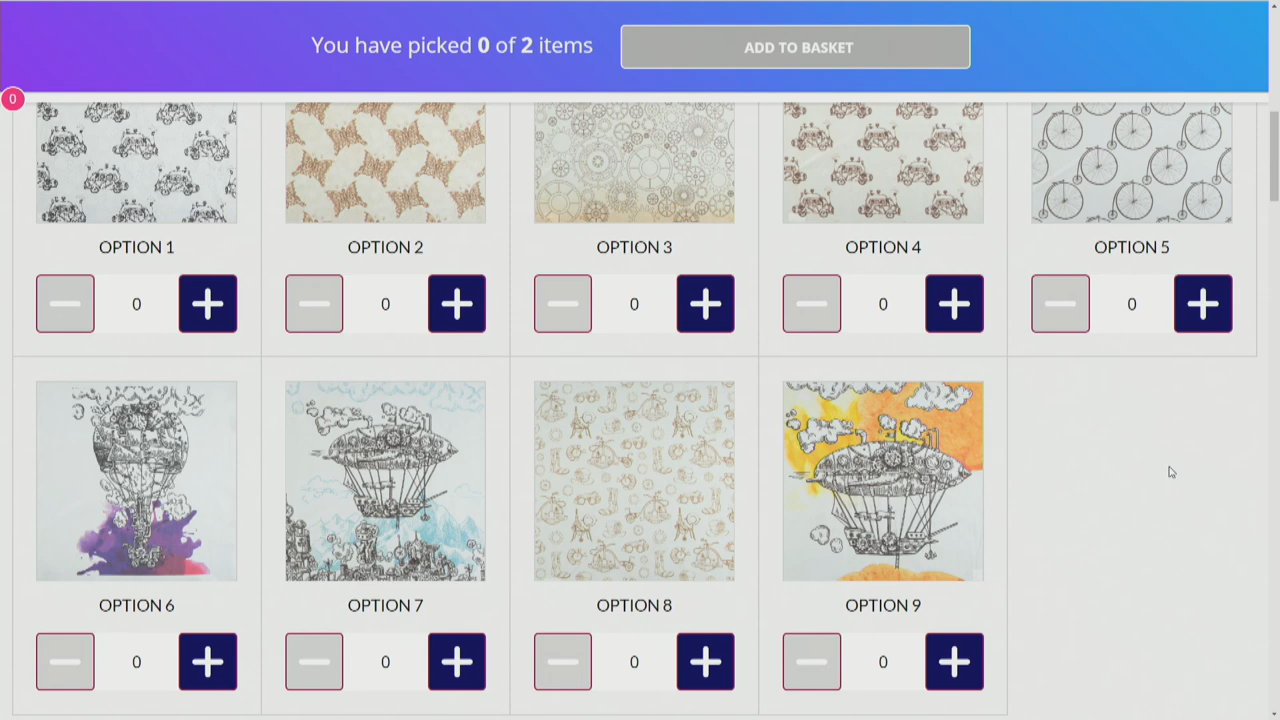 You have picked 0 of 2 items
ADD TO BASKET
0
OPTION 1
OPTION 2
OPTION 3
OPTION 4
OPTION 5
0
0
0
0
0
OPTION 6
OPTION 7
OPTION 8
OPTION 9
0
0
0
0